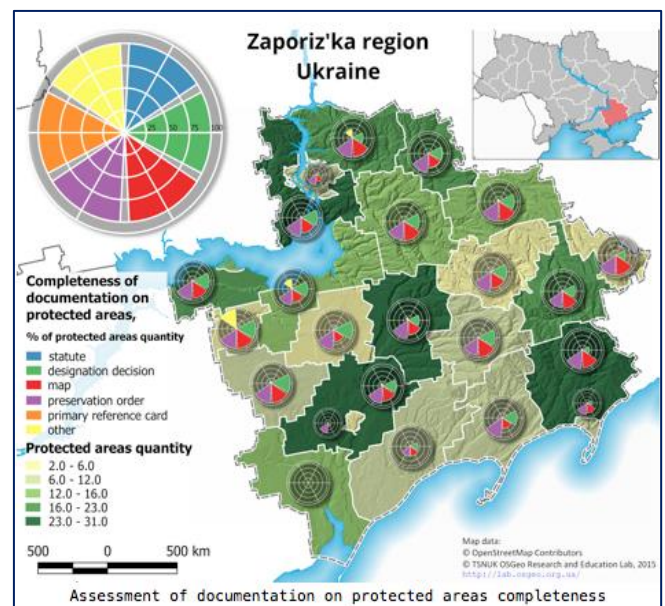 Zaporiz'ka region
Ukraine
25 50 75 100
Completeness of
documentation on
protected areas,
% of protected areas quantity
statute
designation decision
map
preservation order
primary reference card
other
Protected areas quantity
2.0 - 6.0
6.0 - 12.0
12.0 - 16.0
16.0 - 23.0
23.0 - 31.0
500 0 500 km
Map data:
© OpenStreetMap Contributors
© TSNUK OSGeo Research and Education Lab, 2015
http://lab.osgeo.org.ua/
Assessment of documentation on protected areas completeness